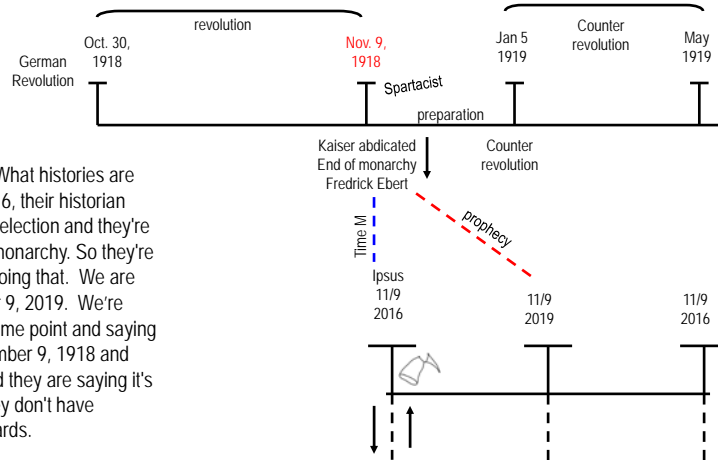 revolution
Counter
revolution
Oct. 30,
1918
Nov. 9,
1918
Jan 5
1919
May
1919
German
Revolution
Spartacist
preparation
Kaiser abdicated
End of monarchy
Fredrick Ebert
Counter
revolution
What histories are
6, their historian
election and they're
monarchy. So they're
oing that. We are
9, 2019. We're
me point and saying
mber 9, 1918 and
d they are saying it's
y don't have
ards.
Time M
prophecy
Ipsus
11/9
2016
11/9
2019
11/9
2016